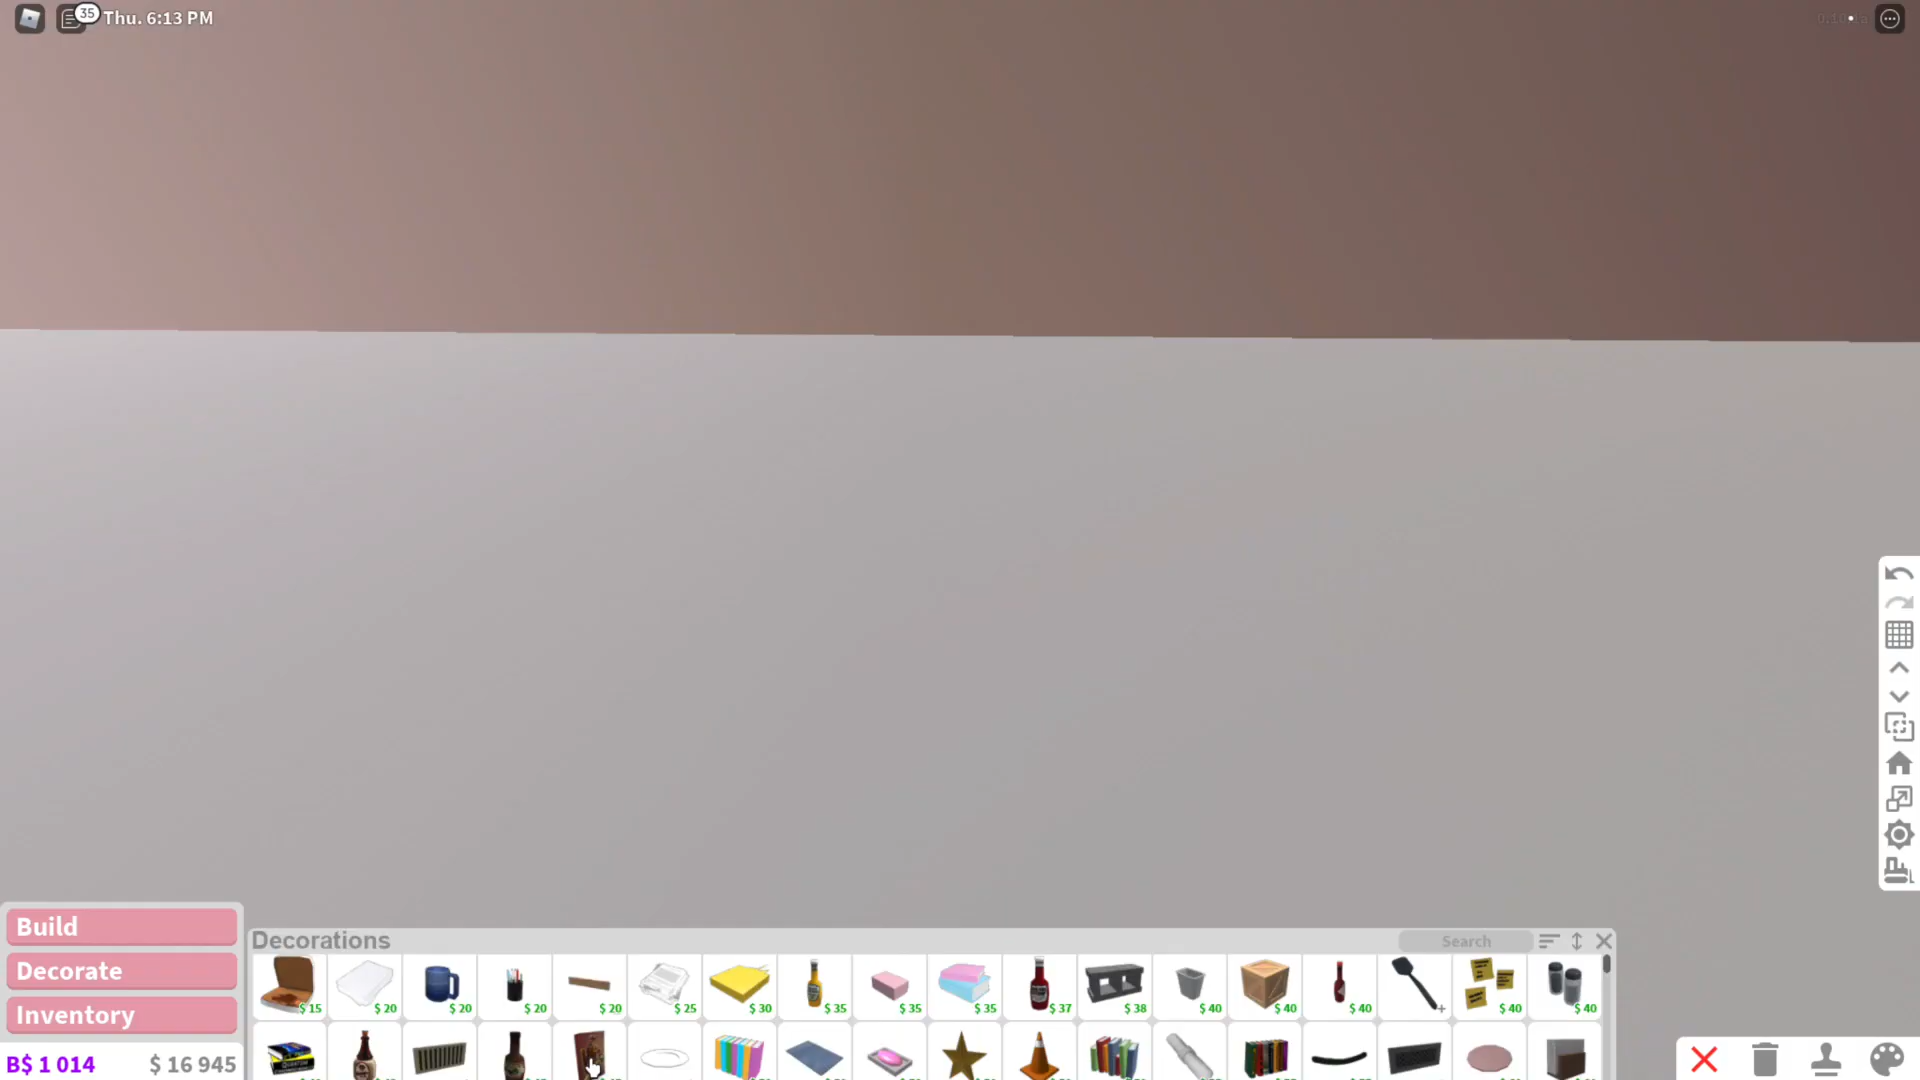 35 Thu. 6:13 PM
Build
Decorate
Inventory
B$ 1 014 $ 16 945
Decorations Search
$ 15 $ 20 $ 20 $ 20 $ 20 $ 25 $ 30 $ 35 $ 35 $ 35 $ 37 $ 38 $ 40 $ 40 $ 40 $ 40 $ 40